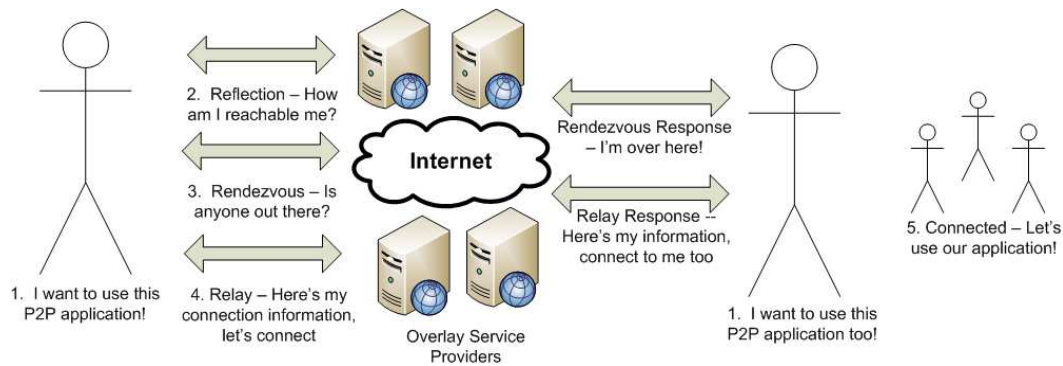 2. Reflection – How
am I reachable me?
3. Rendezvous – Is
anyone out there?
4. Relay – Here's my
connection information,
let's connect
1. I want to use this
P2P application!
Internet
Overlay Service
Providers
Rendezvous Response
– I'm over here!
Relay Response --
Here's my information,
connect to me too
1. I want to use this
P2P application too!
5. Connected – Let's
use our application!